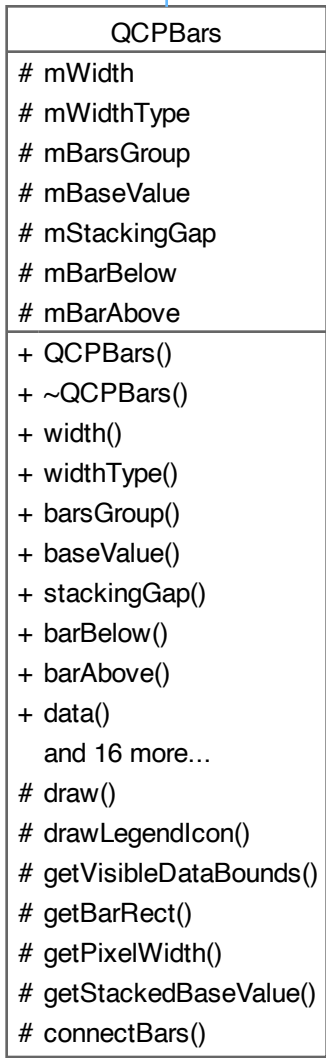 QCPBars
# mWidth
# mWidthType
# mBarsGroup
# mBaseValue
# mStackingGap
# mBarBelow
# mBarAbove
+ QCPBars()
+ ~QCPBars()
+ width()
+ widthType()
+ barsGroup()
+ baseValue()
+ stackingGap()
+ barBelow()
+ barAbove()
+ data()
and 16 more...
# draw()
# drawLegendIcon()
# getVisibleDataBounds()
# getBarRect()
# getPixelWidth()
# getStackedBaseValue()
# connectBars()